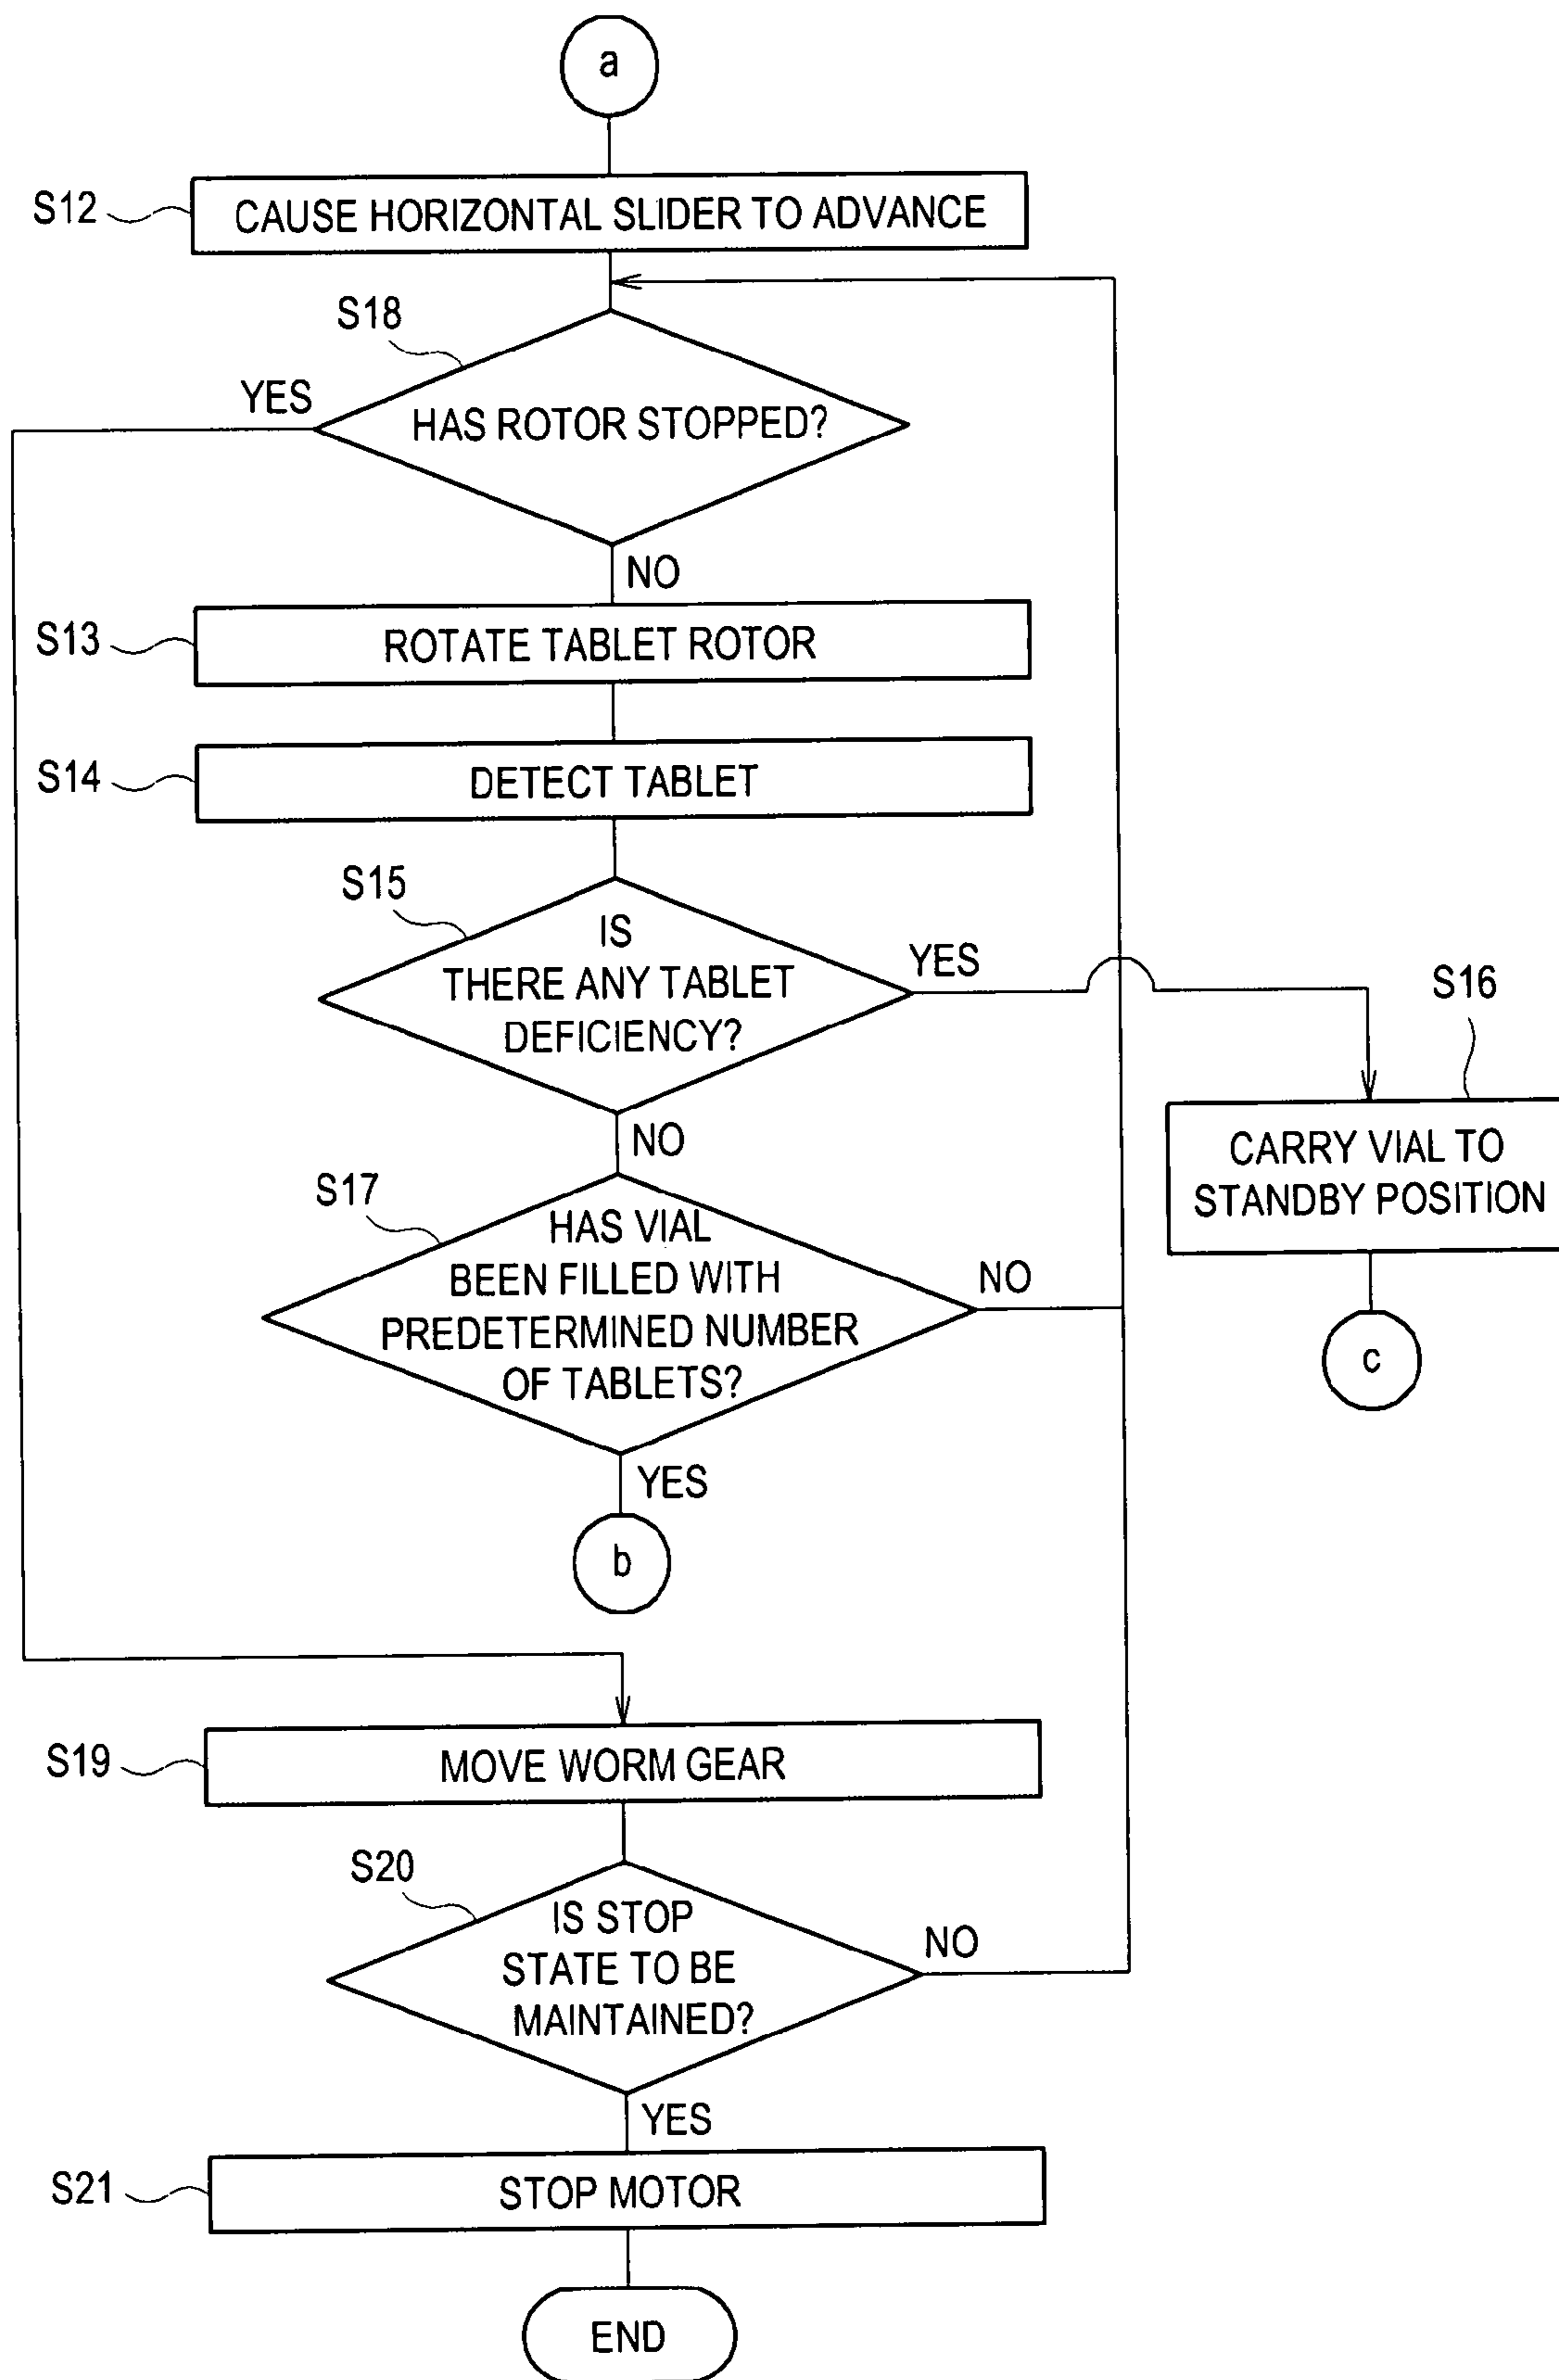 a
S12
CAUSE HORIZONTAL SLIDER TO ADVANCE
S18
YES
HAS ROTOR STOPPED?
NO
S13
ROTATE TABLET ROTOR
S14
DETECT TABLET
S15
IS
THERE ANY TABLET
DEFICIENCY?
YES
S16
CARRY VIAL TO
STANDBY POSITION
c
NO
S17
HAS VIAL
BEEN FILLED WITH
PREDETERMINED NUMBER
OF TABLETS?
NO
YES
b
S19
MOVE WORM GEAR
S20
IS STOP
STATE TO BE
MAINTAINED?
NO
YES
S21
STOP MOTOR
END